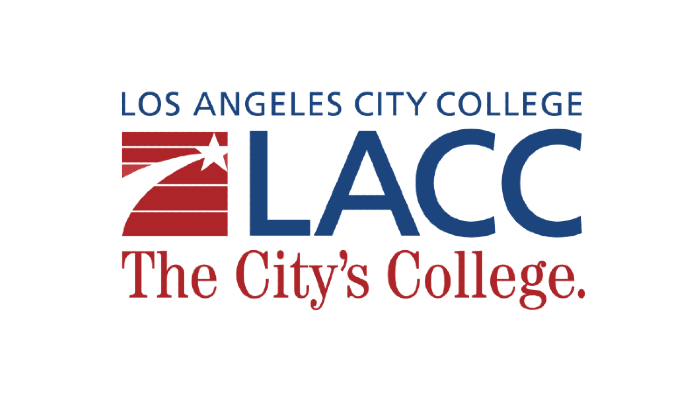 LOS ANGELES CITY COLLEGE
LACC
The City's College.